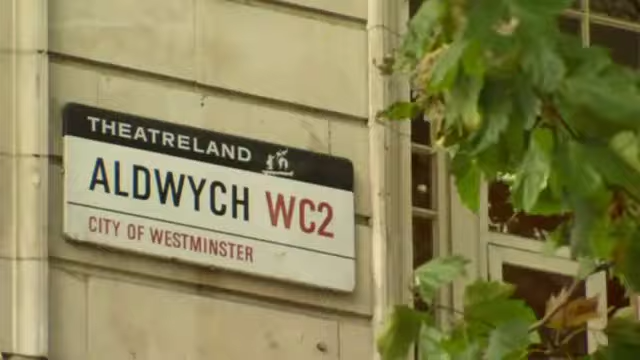 THEATRELAND
ALDWYCH WC2
CITY OF WESTMINSTER